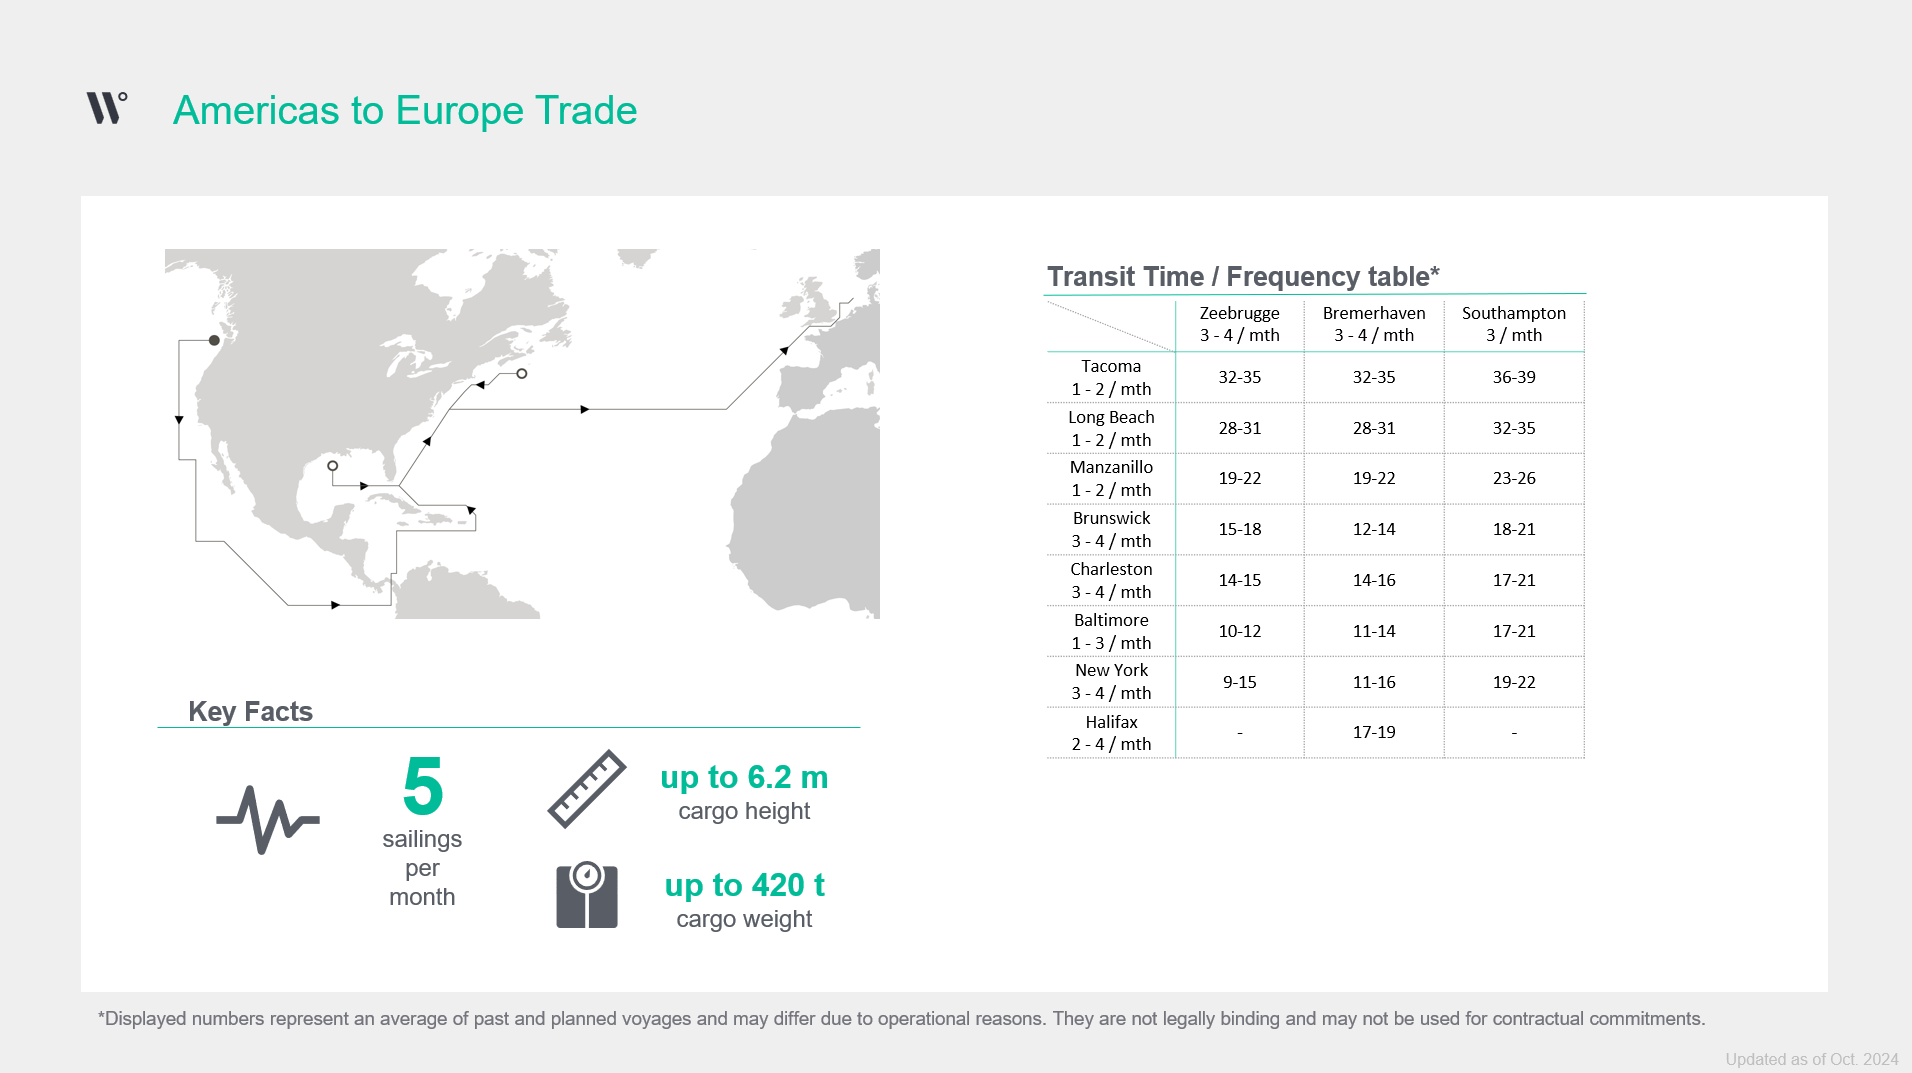 Americas to Europe Trade
Transit Time / Frequency table*
Zeebrugge Bremerhaven Southampton
3 - 4 / mth 3 - 4 / mth 3 / mth
Tacoma
1 - 2 / mth 32-35 32-35 36-39
Long Beach
1 - 2 / mth 28-31 28-31 32-35
Manzanillo
1 - 2 / mth 19-22 19-22 23-26
Brunswick
3 - 4 / mth 15-18 12-14 18-21
Charleston
3 - 4 / mth 14-15 14-16 17-21
Baltimore
1 - 3 / mth 10-12 11-14 17-21
New York
3 - 4 / mth 9-15 11-16 19-22
Halifax
2 - 4 / mth - 17-19 -
Key Facts
5
sailings
per
month
up to 6.2 m
cargo height
up to 420 t
cargo weight
*Displayed numbers represent an average of past and planned voyages and may differ due to operational reasons. They are not legally binding and may not be used for contractual commitments.
Updated as of Oct. 2024